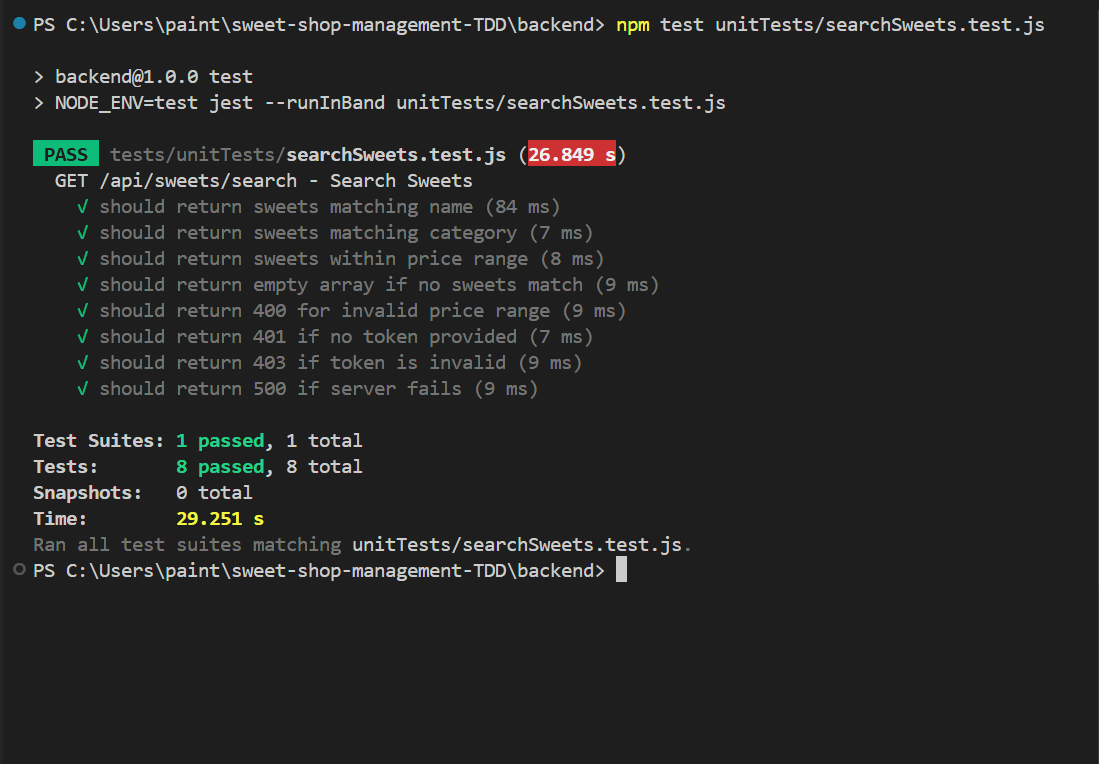 PS C:\Users\paint\sweet-shop-management-TDD\backend> npm test unitTests/searchSweets.test.js
> backend@1.0.0 test
> NODE_ENV=test jest --runInBand unitTests/searchSweets.test.js
PASS tests/unitTests/searchSweets.test.js (26.849 s)
GET /api/sweets/search - Search Sweets
√ should return sweets matching name (84 ms)
√ should return sweets matching category (7 ms)
√ should return sweets within price range (8 ms)
√ should return empty array if no sweets match (9 ms)
√ should return 400 for invalid price range (9 ms)
√ should return 401 if no token provided (7 ms)
√ should return 403 if token is invalid (9 ms)
√ should return 500 if server fails (9 ms)
Test Suites: 1 passed, 1 total
Tests: 8 passed, 8 total
Snapshots: 0 total
Time: 29.251 s
Ran all test suites matching unitTests/searchSweets.test.js.
PS C:\Users\paint\sweet-shop-management-TDD\backend>